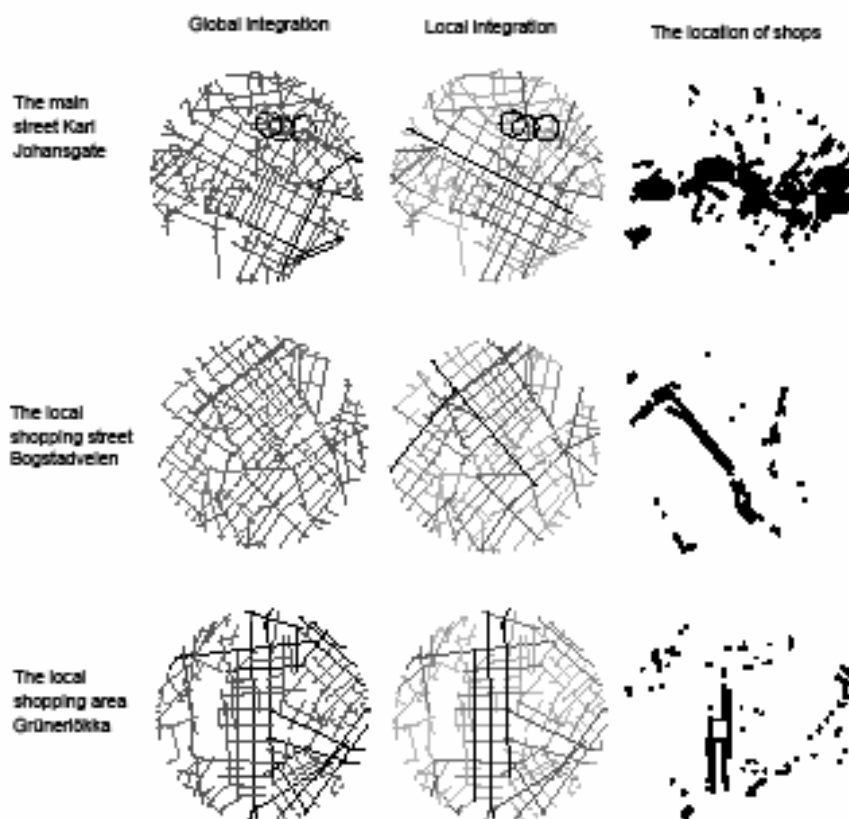 Global integration
Local integration
The location of shops
The main
street Karl
Johansgate
The local
shopping street
Bogstadveien
The local
shopping area
Grünerlökka